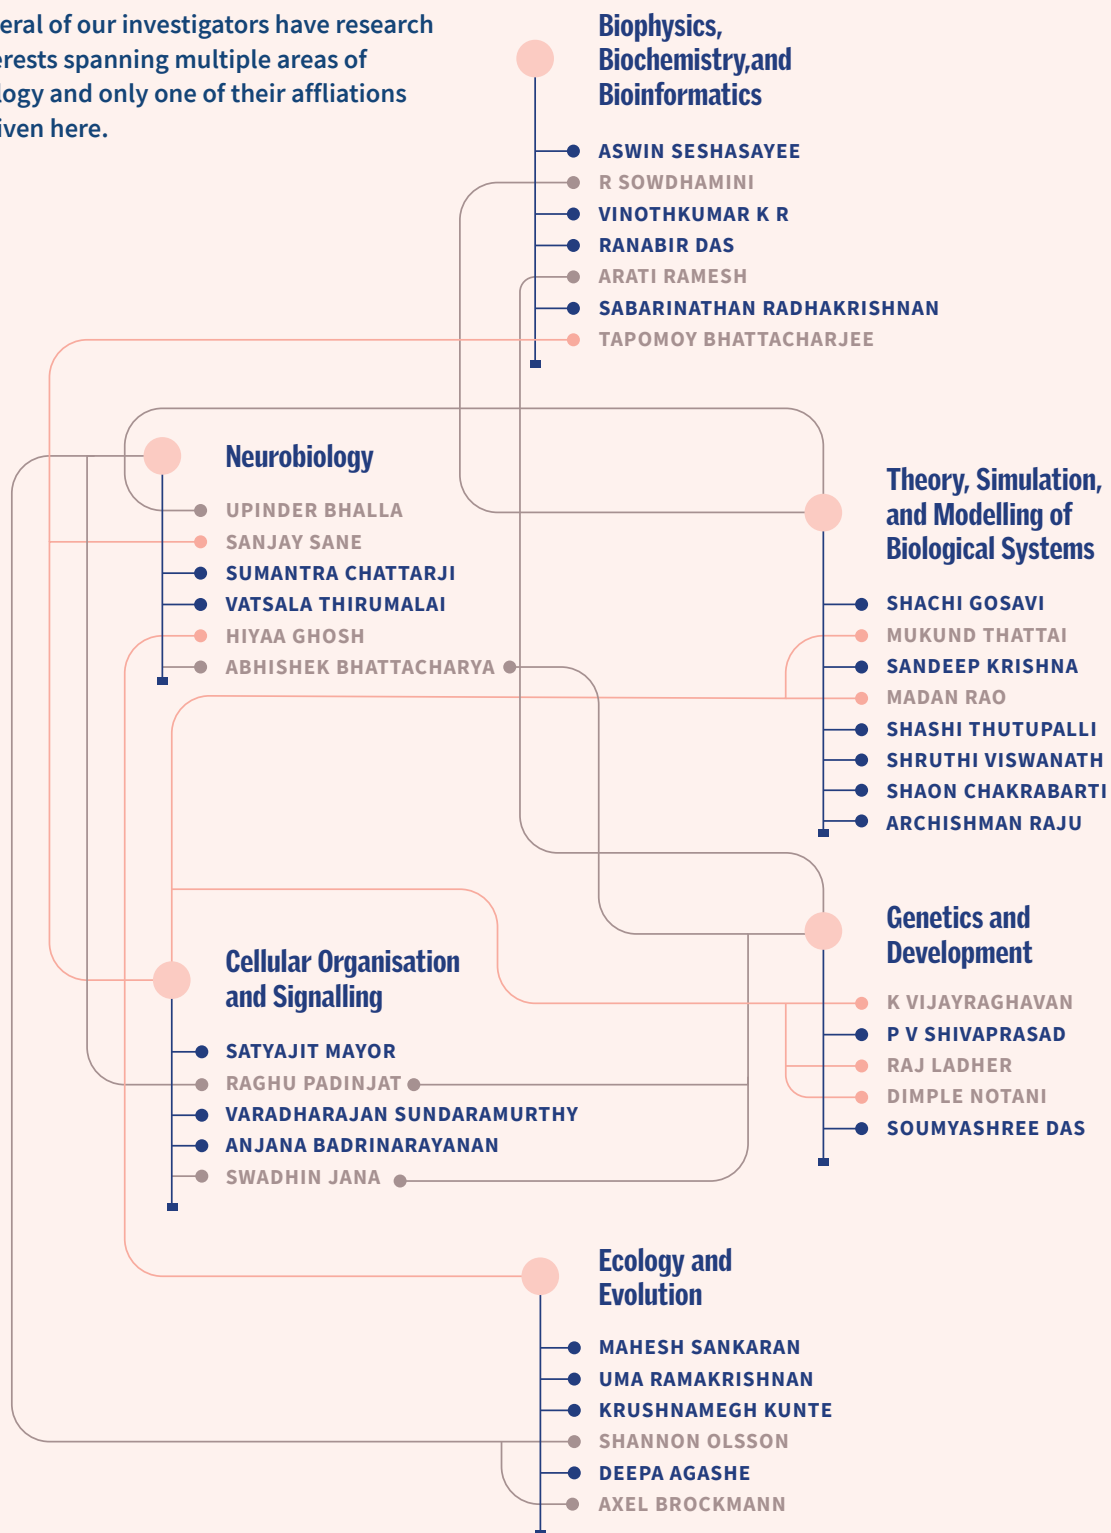 eral of our investigators have research
erests spanning multiple areas of
logy and only one of their affliations
iven here.
Biophysics,
Biochemistry,and
Bioinformatics
ASWIN SESHASAYEE
R SOWDHAMINI
VINOTHKUMAR K R
RANABIR DAS
ARATI RAMESH
SABARINATHAN RADHAKRISHNAN
TAPOMOY BHATTACHARJEE
Neurobiology
UPINDER BHALLA
SANJAY SANE
SUMANTRA CHATTARJI
VATSALA THIRUMALAI
HIYAA GHOSH
ABHISHEK BHATTACHARYA
Theory, Simulation,
and Modelling of
Biological Systems
SHACHI GOSAVI
MUKUND THATTAI
SANDEEP KRISHNA
MADAN RAO
SHASHI THUTUPALLI
SHRUTHI VISWANATH
SHAON CHAKRABARTI
ARCHISHMAN RAJU
Cellular Organisation
and Signalling
SATYAJIT MAYOR
RAGHU PADINJAT
VARADHARAJAN SUNDARAMURTHY
ANJANA BADRINARAYANAN
SWADHIN JANA
Genetics and
Development
K VIJAYRAGHAVAN
P V SHIVAPRASAD
RAJ LADHER
DIMPLE NOTANI
SOUMYASHREE DAS
Ecology and
Evolution
MAHESH SANKARAN
UMA RAMAKRISHNAN
KRUSHNAMEGH KUNTE
SHANNON OLSSON
DEEPA AGASHE
AXEL BROCKMANN